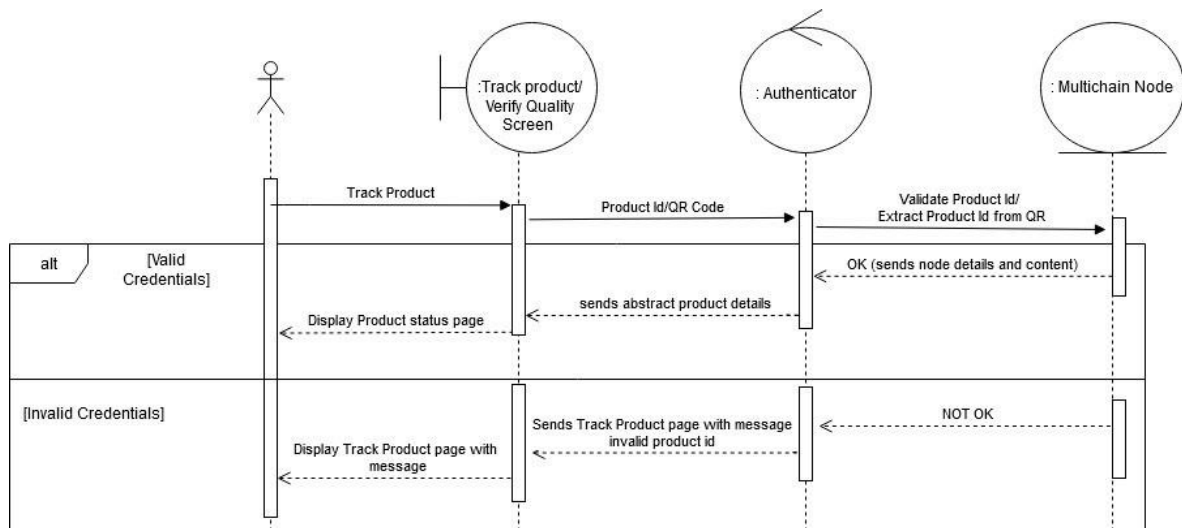 :Track product/
Verify Quality
Screen
: Authenticator
: Multichain Node
Track Product
Product Id/QR Code
Validate Product Id/
Extract Product Id from QR
alt
[Valid
Credentials]
OK (sends node details and content)
sends abstract product details
Display Product status page
[Invalid Credentials]
NOT OK
Sends Track Product page with message
invalid product id
Display Track Product page with
message